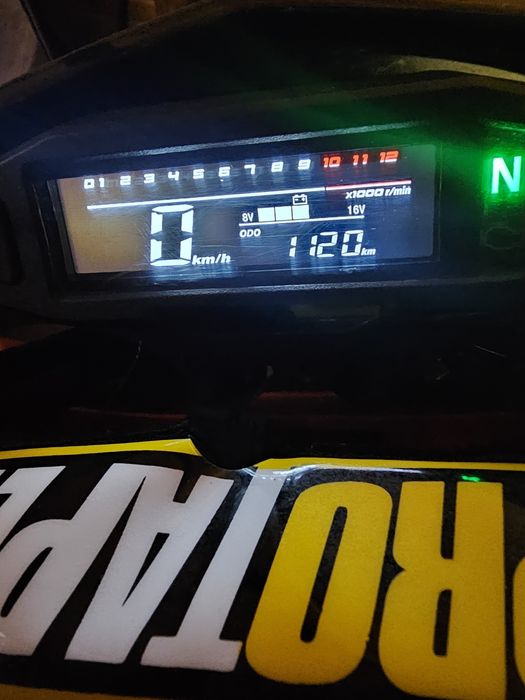 0 1 2 3 4 5 6 7 8 9 10 11 12
x1000 r/min
N
8V 16V
0 km/h
ODO 1120 km
PROTAPE